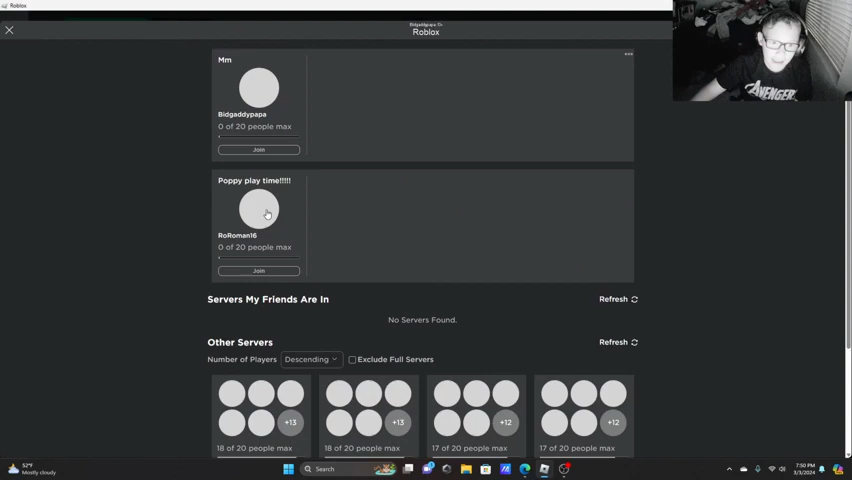 Roblox
Bidgaddypapa
Roblox
Mm
Bidgaddypapa
0 of 20 people max
Join
Poppy play time!!!!!
RoRoman16
0 of 20 people max
Join
Servers My Friends Are In
Refresh
No Servers Found.
Other Servers
Refresh
Number of Players
Descending
Exclude Full Servers
+13
+13
+12
+12
18 of 20 people max
18 of 20 people max
17 of 20 people max
17 of 20 people max
AVENGERS
52°F
Mostly cloudy
Search
7:50 PM
3/3/2024